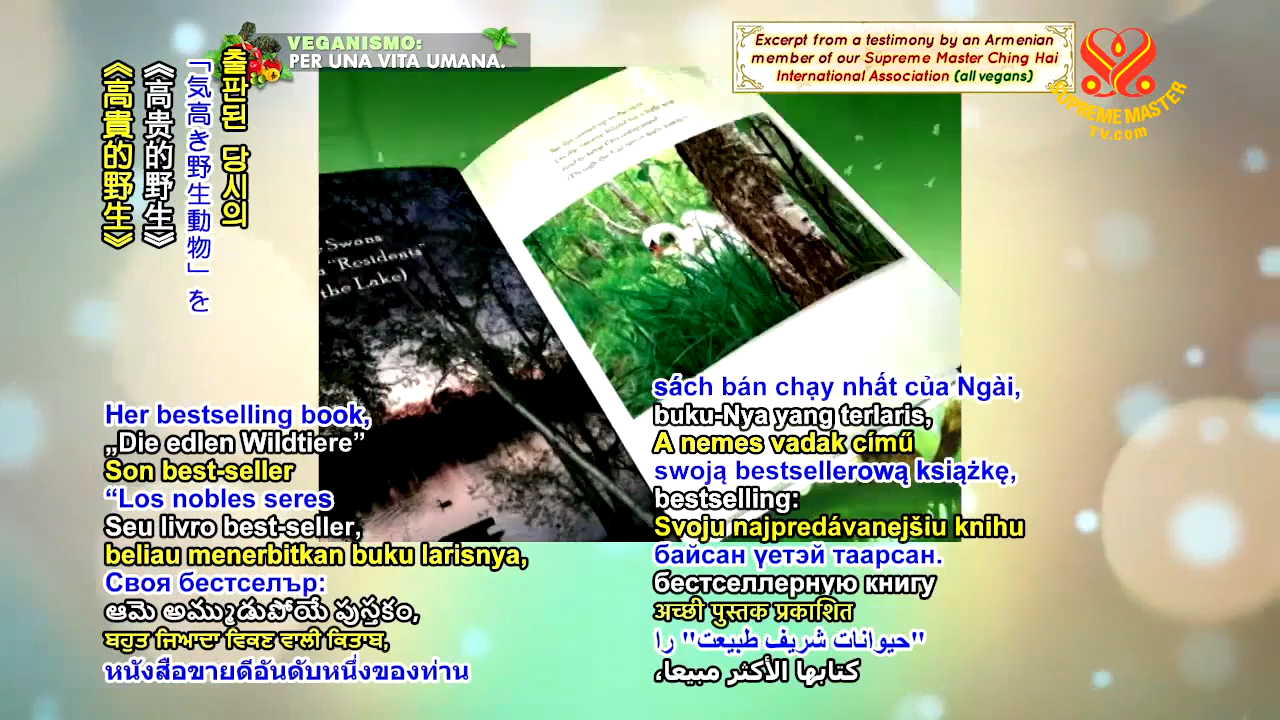 VEGANISMO:
PER UNA VITA UMANA.
Excerpt from a testimony by an Armenian
member of our Supreme Master Ching Hai
International Association (all vegans)
SUPREME MASTER
TV.com
출판된 당시의
「気高き野生動物」を
《高贵的野生》
《高貴的野生》
Swans
"Residents"
the Lake)
Her bestselling book,
„Die edlen Wildtiere”
Son best-seller
“Los nobles seres
Seu livro best-seller,
beliau menerbitkan buku larisnya,
Своя бестселър:
ఆమె అమ్ముడుపోయే పుస్తకం,
ਬਹੁਤ ਜਿਆਦਾ ਵਿਕਣ ਵਾਲੀ ਕਿਤਾਬ,
หนังสือขายดีอันดับหนึ่งของท่าน
sách bán chạy nhất của Ngài,
buku-Nya yang terlaris,
A nemes vadak című
swoją bestsellerową książkę,
bestselling:
Svoju najpredávanejšiu knihu
байсан үетэй таарсан.
бестселлерную книгу
अच्छी पुस्तक प्रकाशित
"حیوانات شریف طبیعت" را
كتابها الأكثر مبيعا،